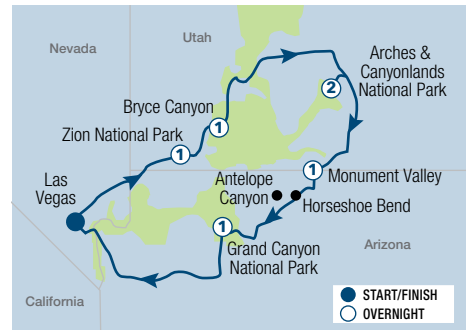 Nevada
Utah
Arches &
Canyonlands
National Park
2
Bryce Canyon
1
Zion National Park
1
Las
Vegas
1
Monument Valley
Antelope
Canyon
Horseshoe Bend
1
Grand Canyon
National Park
Arizona
California
START/FINISH
OVERNIGHT